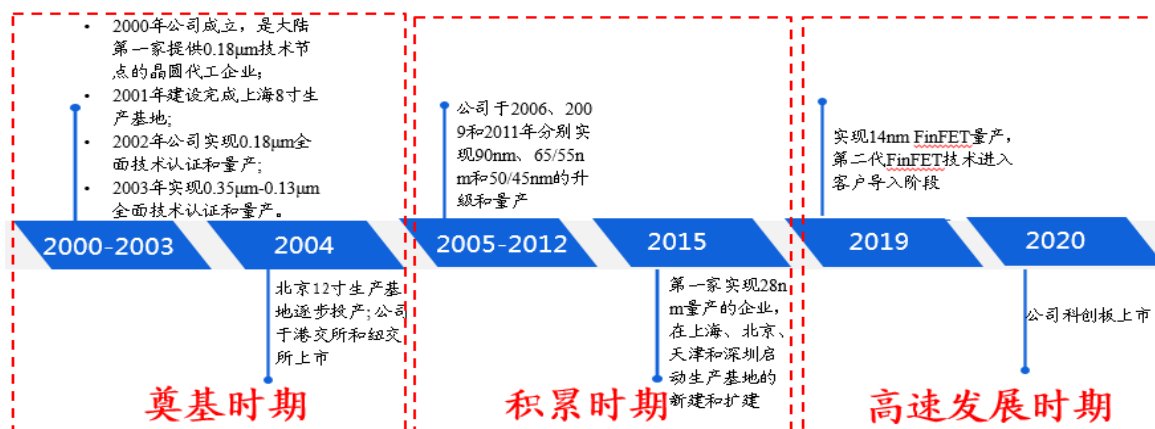 • 2000年公司成立，是大陆
第一家提供0.18μm技术节
点的晶圆代工企业;
• 2001年建设完成上海8寸生
产基地;
• 2002年公司实现0.18μm全
面技术认证和量产;
• 2003年实现0.35μm-0.13μm
全面技术认证和量产。
2000-2003
2004
北京12寸生产基
地逐步投产;公司
于港交所和纽交
所上市
奠基时期
公司于2006、200
9和2011年分别实
现90nm、65/55n
m和50/45nm的升
级和量产
2005-2012
2015
第一家实现28n
m量产的企业，
在上海、北京、
天津和深圳启
动生产基地的
新建和扩建
积累时期
实现14nm FinFET量产，
第二代FinFET技术进入
客户导入阶段
2019
2020
公司科创板上市
高速发展时期